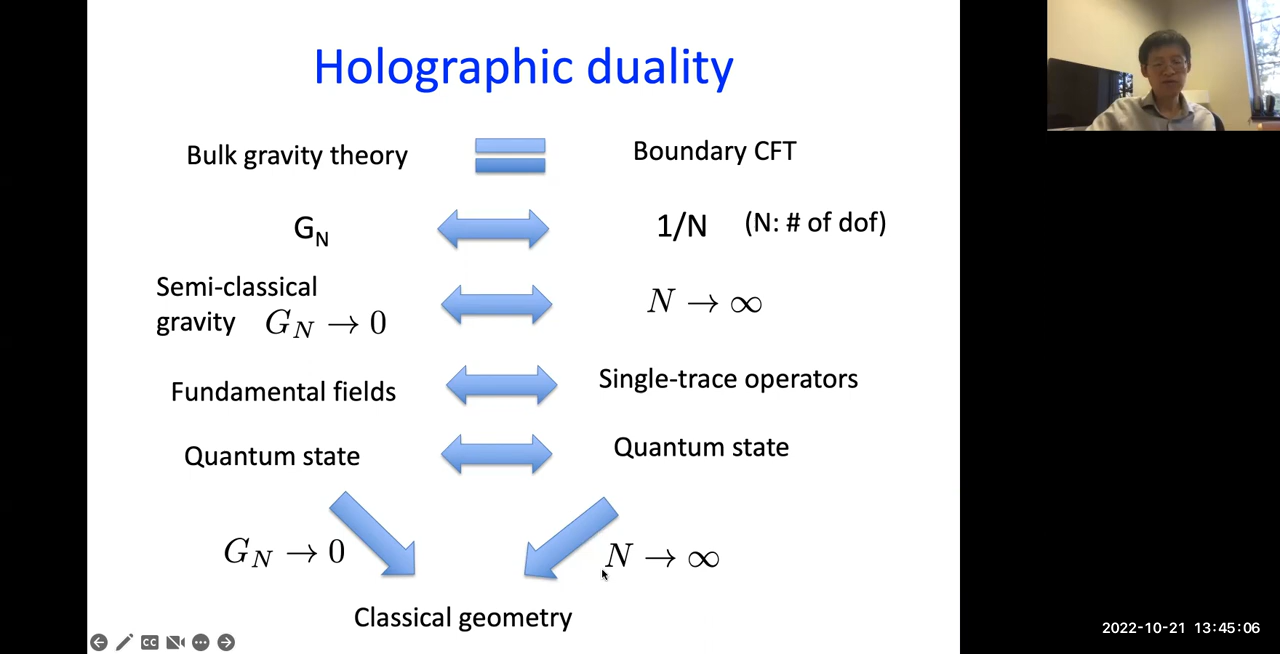 Holographic duality
Bulk gravity theory
Boundary CFT
G_N
1/N (N: # of dof)
Semi-classical
gravity G_N → 0
N → ∞
Fundamental fields
Single-trace operators
Quantum state
Quantum state
G_N → 0
N → ∞
Classical geometry
CC
2022-10-21 13:45:06